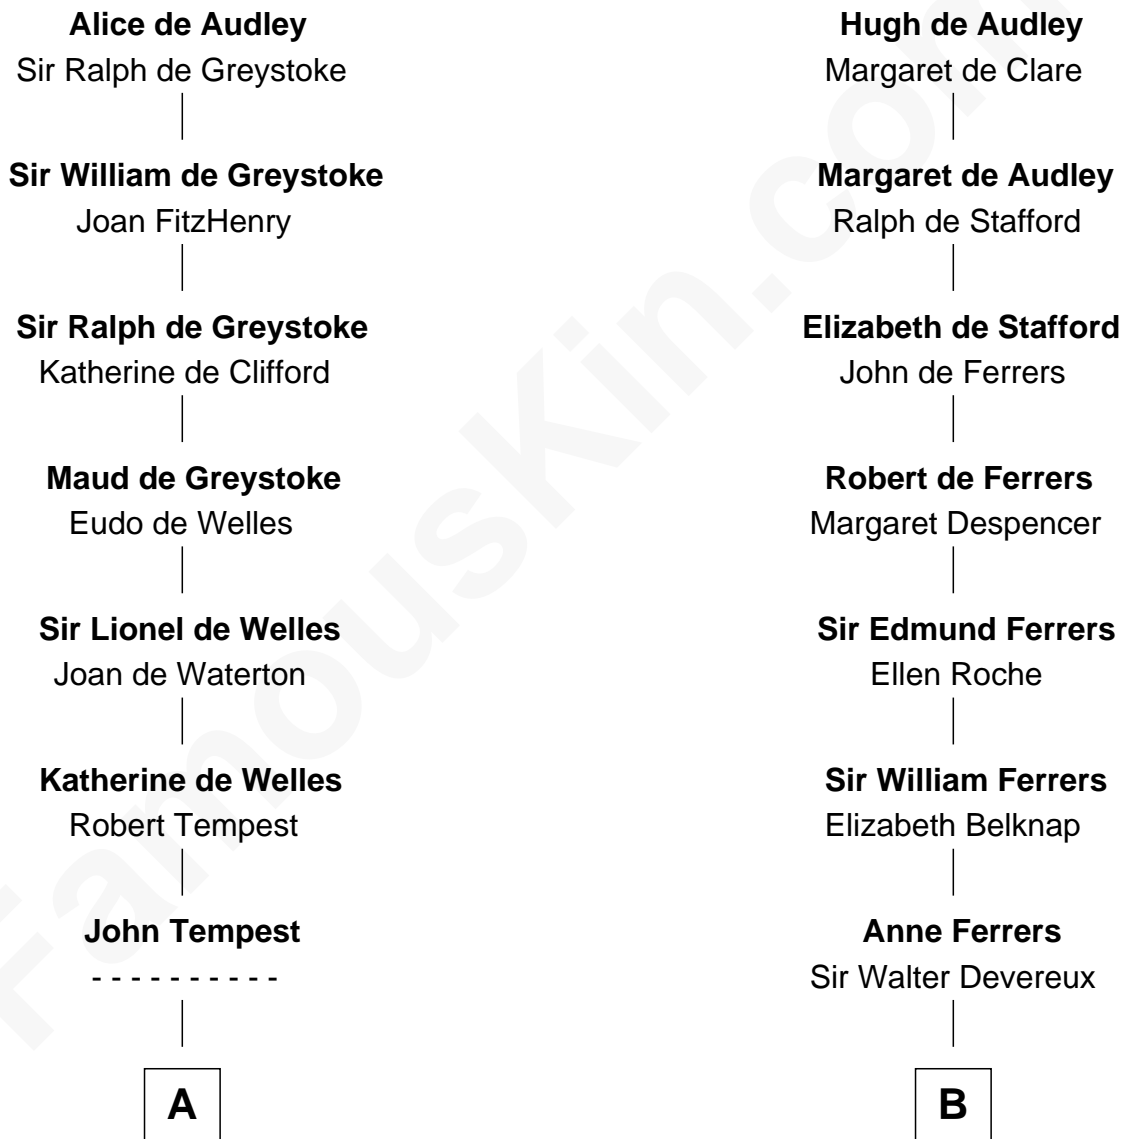 Alice de Audley
Sir Ralph de Greystoke
Sir William de Greystoke
Joan FitzHenry
Sir Ralph de Greystoke
Katherine de Clifford
Maud de Greystoke
Eudo de Welles
Sir Lionel de Welles
Joan de Waterton
Katherine de Welles
Robert Tempest
John Tempest
- - - - - - - - - -
A
Hugh de Audley
Margaret de Clare
Margaret de Audley
Ralph de Stafford
Elizabeth de Stafford
John de Ferrers
Robert de Ferrers
Margaret Despencer
Sir Edmund Ferrers
Ellen Roche
Sir William Ferrers
Elizabeth Belknap
Anne Ferrers
Sir Walter Devereux
B
FamousKin.com